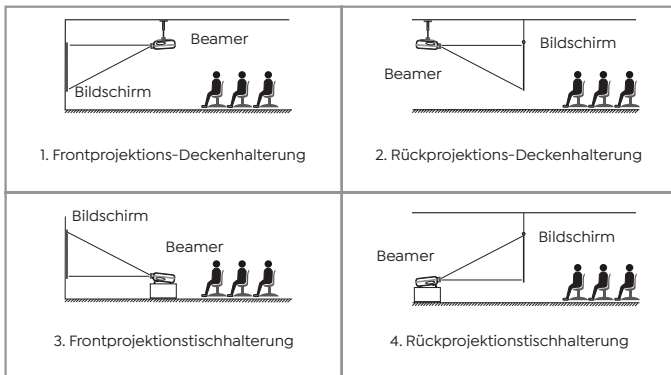 Beamer
Bildschirm
1. Frontprojektions-Deckenhalterung
Bildschirm
Beamer
2. Rückprojektions-Deckenhalterung
Bildschirm
Beamer
3. Frontprojektionstischhalterung
Bildschirm
Beamer
4. Rückprojektionstischhalterung